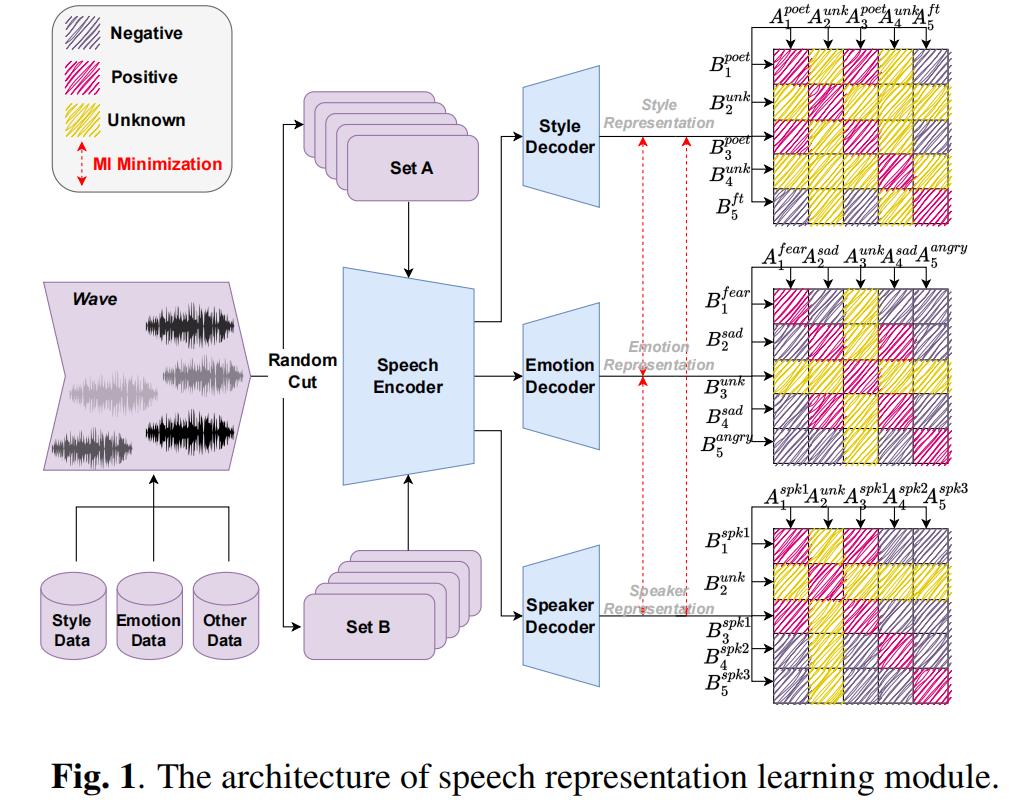 Negative
Positive
Unknown
MI Minimization
Wave
Style
Data
Emotion
Data
Other
Data
Random
Cut
Set A
Speech
Encoder
Set B
Style
Decoder
Emotion
Decoder
Speaker
Decoder
Style
Representation
Emotion
Representation
Speaker
Representation
A_1^{poet} A_2^{unk} A_3^{poet} A_4^{unk} A_5^{ft}
B_1^{poet}
B_2^{unk}
B_3^{poet}
B_4^{unk}
B_5^{ft}
A_1^{fear} A_2^{sad} A_3^{unk} A_4^{sad} A_5^{angry}
B_1^{fear}
B_2^{sad}
B_3^{unk}
B_4^{sad}
B_5^{angry}
A_1^{spk1} A_2^{unk} A_3^{spk1} A_4^{spk2} A_5^{spk3}
B_1^{spk1}
B_2^{unk}
B_3^{spk1}
B_4^{spk2}
B_5^{spk3}
Fig. 1. The architecture of speech representation learning module.